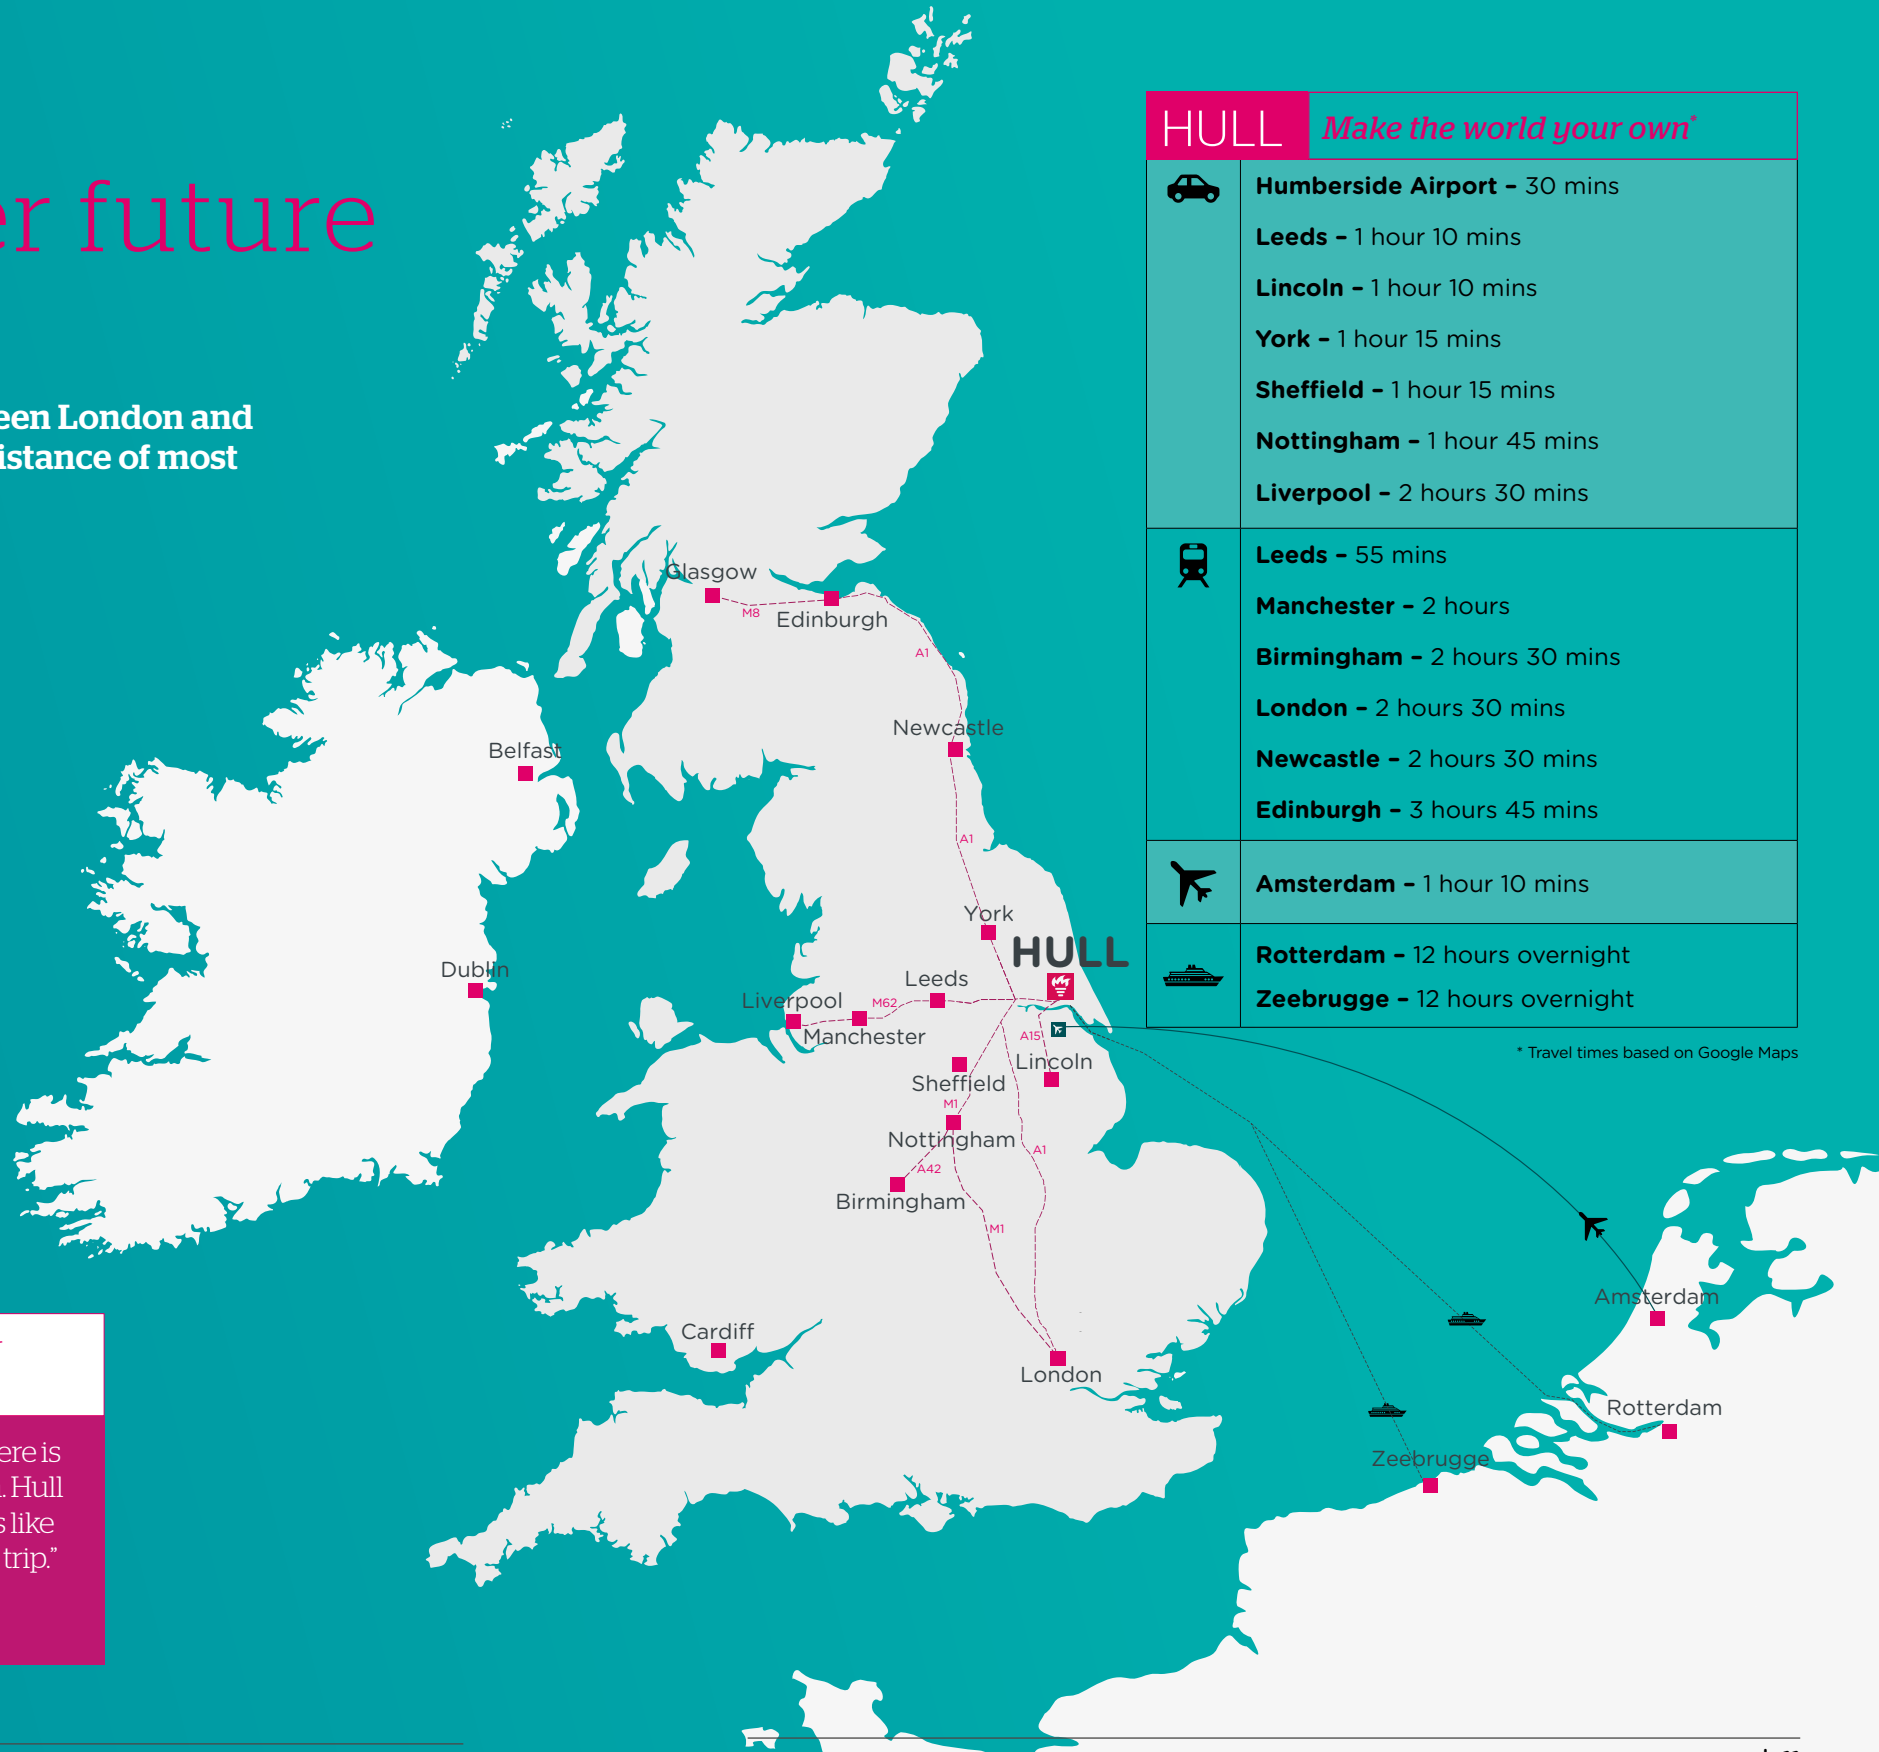 er future
een London and
istance of most
ere is
. Hull
s like
trip.”
HULL Make the world your own*
Humberside Airport – 30 mins
Leeds – 1 hour 10 mins
Lincoln – 1 hour 10 mins
York – 1 hour 15 mins
Sheffield – 1 hour 15 mins
Nottingham – 1 hour 45 mins
Liverpool – 2 hours 30 mins
Leeds – 55 mins
Manchester – 2 hours
Birmingham – 2 hours 30 mins
London – 2 hours 30 mins
Newcastle – 2 hours 30 mins
Edinburgh – 3 hours 45 mins
Amsterdam – 1 hour 10 mins
Rotterdam – 12 hours overnight
Zeebrugge – 12 hours overnight
* Travel times based on Google Maps
Glasgow
M8
Edinburgh
A1
Newcastle
Belfast
A1
York
HULL
Dublin
Leeds
Liverpool
M62
Manchester
A15
Lincoln
Sheffield
M1
Nottingham
A1
A42
Birmingham
M1
Cardiff
London
Amsterdam
Rotterdam
Zeebrugge